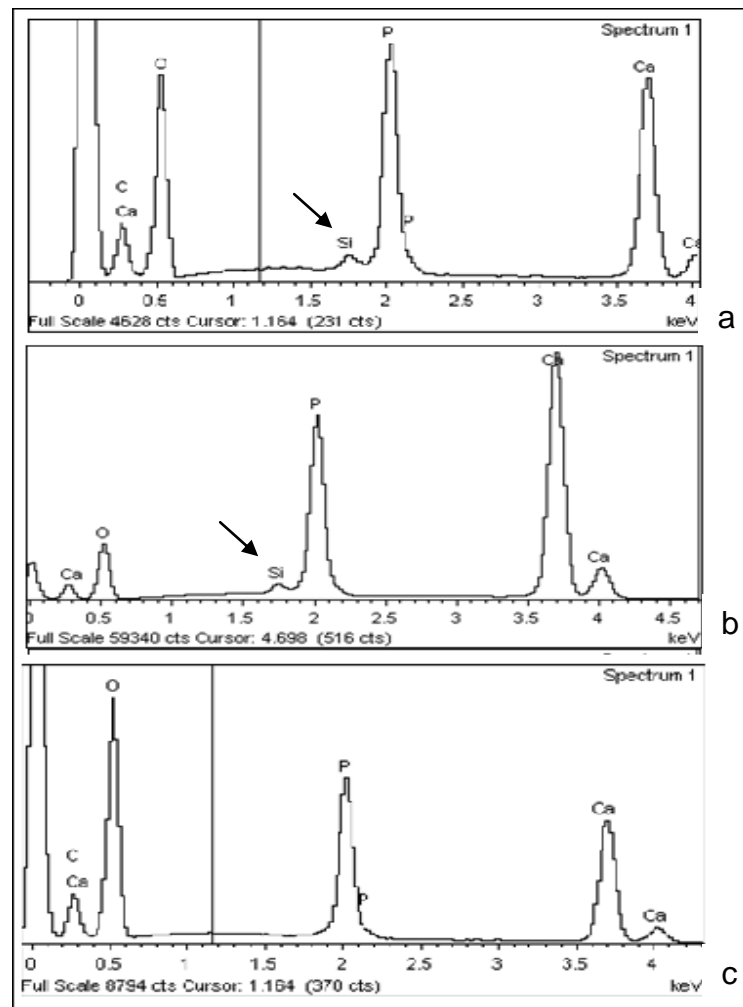 Spectrum 1
P
Ca
C
Ca
Si
P
Ca
0 0.5 1 1.5 2 2.5 3 3.5 4
Full Scale 4628 cts Cursor: 1.164 (231 cts) keV
a
Spectrum 1
Ca
P
O
Ca
Si
Ca
0.5 1 1.5 2 2.5 3 3.5 4 4.5
Full Scale 59340 cts Cursor: 4.698 (516 cts) keV
b
Spectrum 1
O
P
Ca
C
Ca
P
Ca
0 0.5 1 1.5 2 2.5 3 3.5 4
Full Scale 8794 cts Cursor: 1.164 (370 cts) keV
c